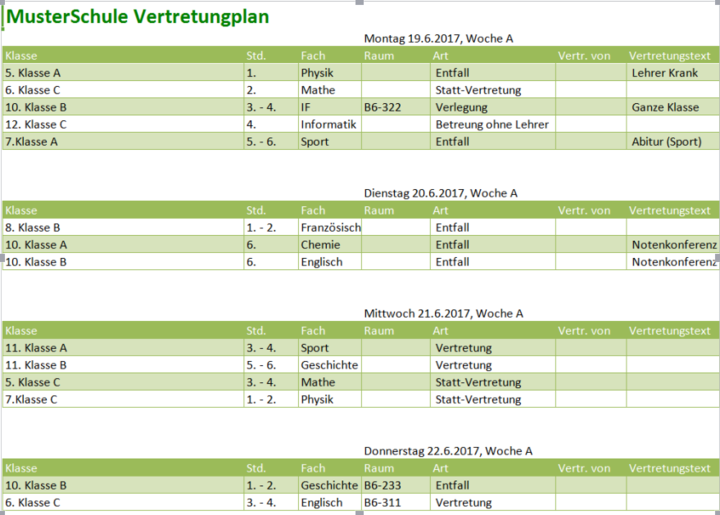 MusterSchule Vertretungplan
Montag 19.6.2017, Woche A
Klasse Std. Fach Raum Art Vertr. von Vertretungstext
5. Klasse A 1. Physik Entfall Lehrer Krank
6. Klasse C 2. Mathe Statt-Vertretung
10. Klasse B 3. - 4. IF B6-322 Verlegung Ganze Klasse
12. Klasse C 4. Informatik Betreung ohne Lehrer
7.Klasse A 5. - 6. Sport Entfall Abitur (Sport)
Dienstag 20.6.2017, Woche A
Klasse Std. Fach Raum Art Vertr. von Vertretungstext
8. Klasse B 1. - 2. Französisch Entfall
10. Klasse A 6. Chemie Entfall Notenkonferenz
10. Klasse B 6. Englisch Entfall Notenkonferenz
Mittwoch 21.6.2017, Woche A
Klasse Std. Fach Raum Art Vertr. von Vertretungstext
11. Klasse A 3. - 4. Sport Vertretung
11. Klasse B 5. - 6. Geschichte Vertretung
5. Klasse C 3. - 4. Mathe Statt-Vertretung
7.Klasse C 1. - 2. Physik Statt-Vertretung
Donnerstag 22.6.2017, Woche A
Klasse Std. Fach Raum Art Vertr. von Vertretungstext
10. Klasse B 1. - 2. Geschichte B6-233 Entfall
6. Klasse C 3. - 4. Englisch B6-311 Vertretung